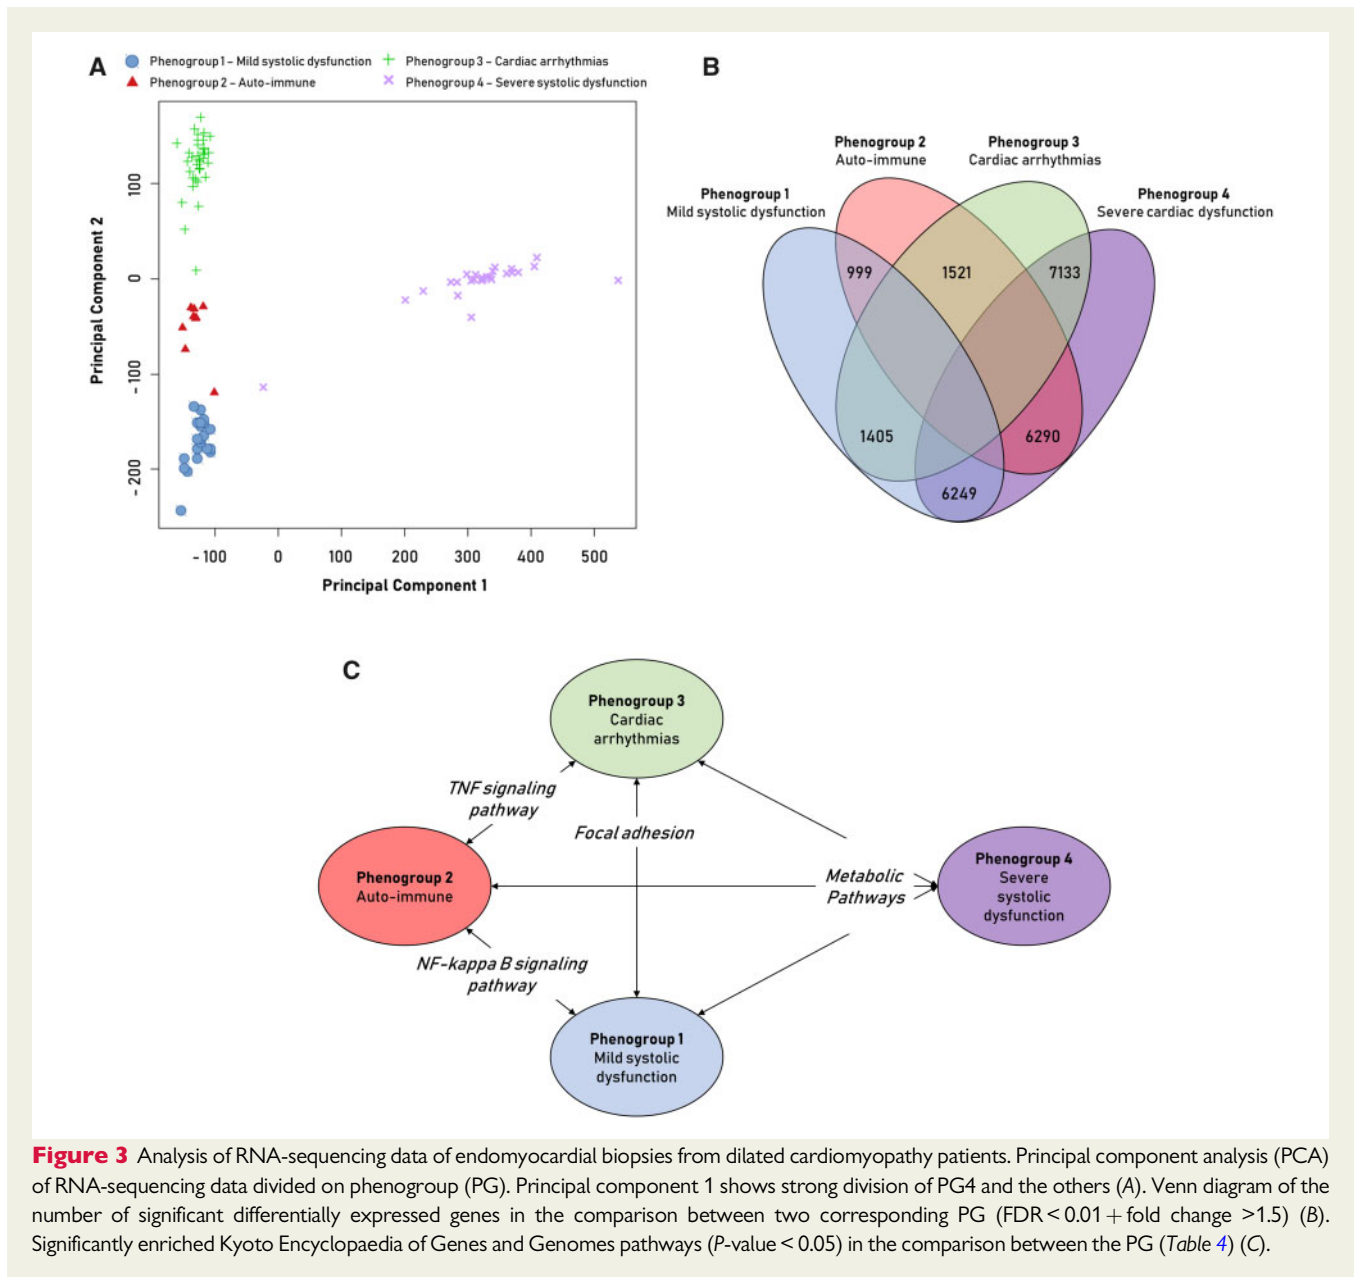 A
Phenogroup 1 – Mild systolic dysfunction
Phenogroup 2 – Auto-immune
Phenogroup 3 – Cardiac arrhythmias
Phenogroup 4 – Severe systolic dysfunction
Principal Component 2
100
0
- 100
- 200
- 100 0 100 200 300 400 500
Principal Component 1
B
Phenogroup 1
Mild systolic dysfunction
Phenogroup 2
Auto-immune
Phenogroup 3
Cardiac arrhythmias
Phenogroup 4
Severe cardiac dysfunction
999 1521 7133
1405 6290
6249
C
Phenogroup 3
Cardiac
arrhythmias
TNF signaling
pathway
Focal adhesion
Phenogroup 2
Auto-immune
Metabolic
Pathways
Phenogroup 4
Severe
systolic
dysfunction
NF-kappa B signaling
pathway
Phenogroup 1
Mild systolic
dysfunction
Figure 3 Analysis of RNA-sequencing data of endomyocardial biopsies from dilated cardiomyopathy patients. Principal component analysis (PCA)
of RNA-sequencing data divided on phenogroup (PG). Principal component 1 shows strong division of PG4 and the others (A). Venn diagram of the
number of significant differentially expressed genes in the comparison between two corresponding PG (FDR < 0.01 + fold change >1.5) (B).
Significantly enriched Kyoto Encyclopaedia of Genes and Genomes pathways (P-value < 0.05) in the comparison between the PG (Table 4) (C).